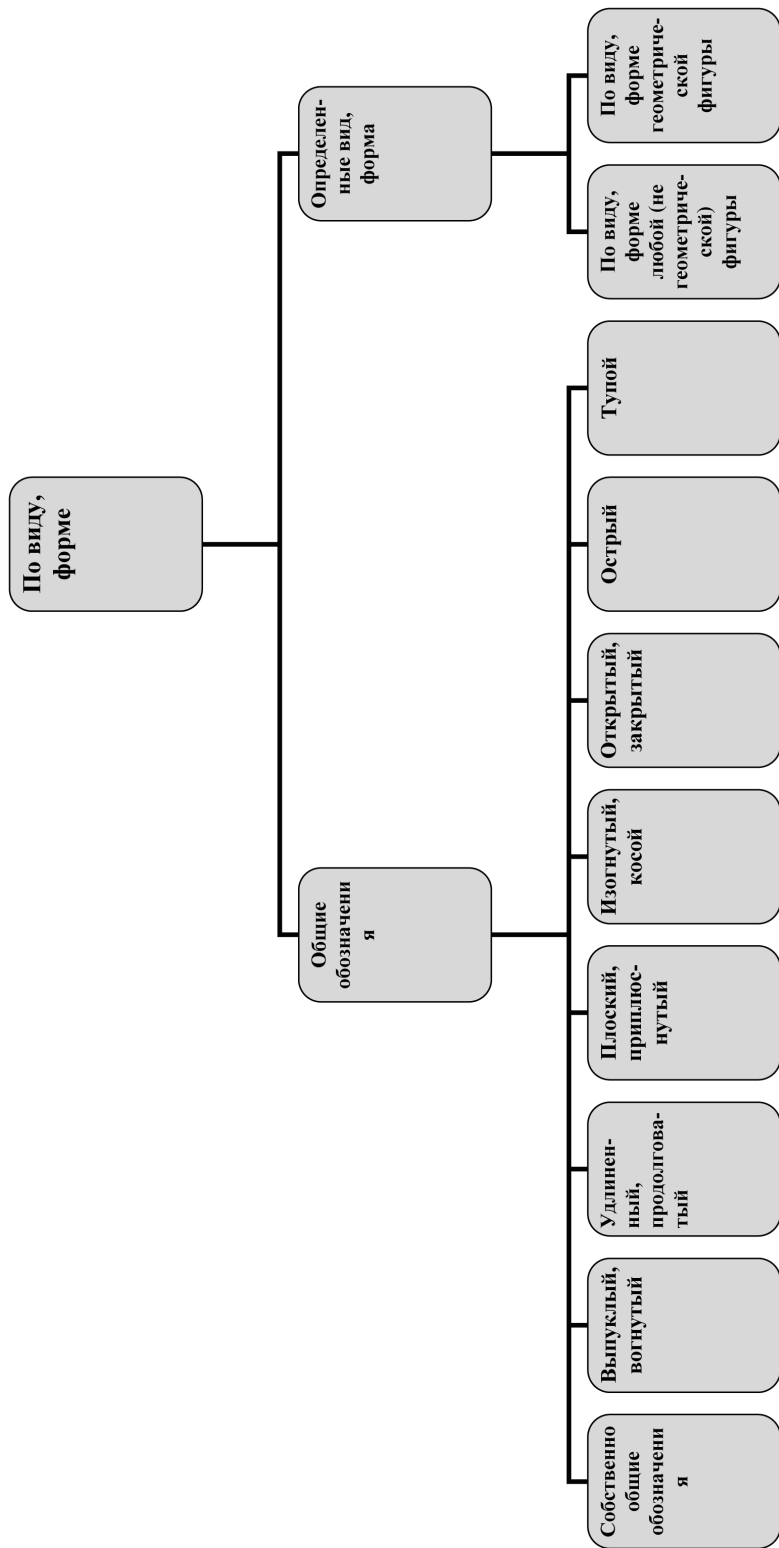 По виду,
форме
Общие
обозначени
я
Определен-
ные вид,
форма
Собственно
общие
обозначени
я
Выпуклый,
вогнутый
Удлинен-
ный,
продолгова-
тый
Плоский,
приплюс-
нутый
Изогнутый,
косой
Открытый,
закрытый
Острый
Тупой
По виду,
форме
любой (не
геометриче-
ской)
фигуры
По виду,
форме
геометриче-
ской
фигуры